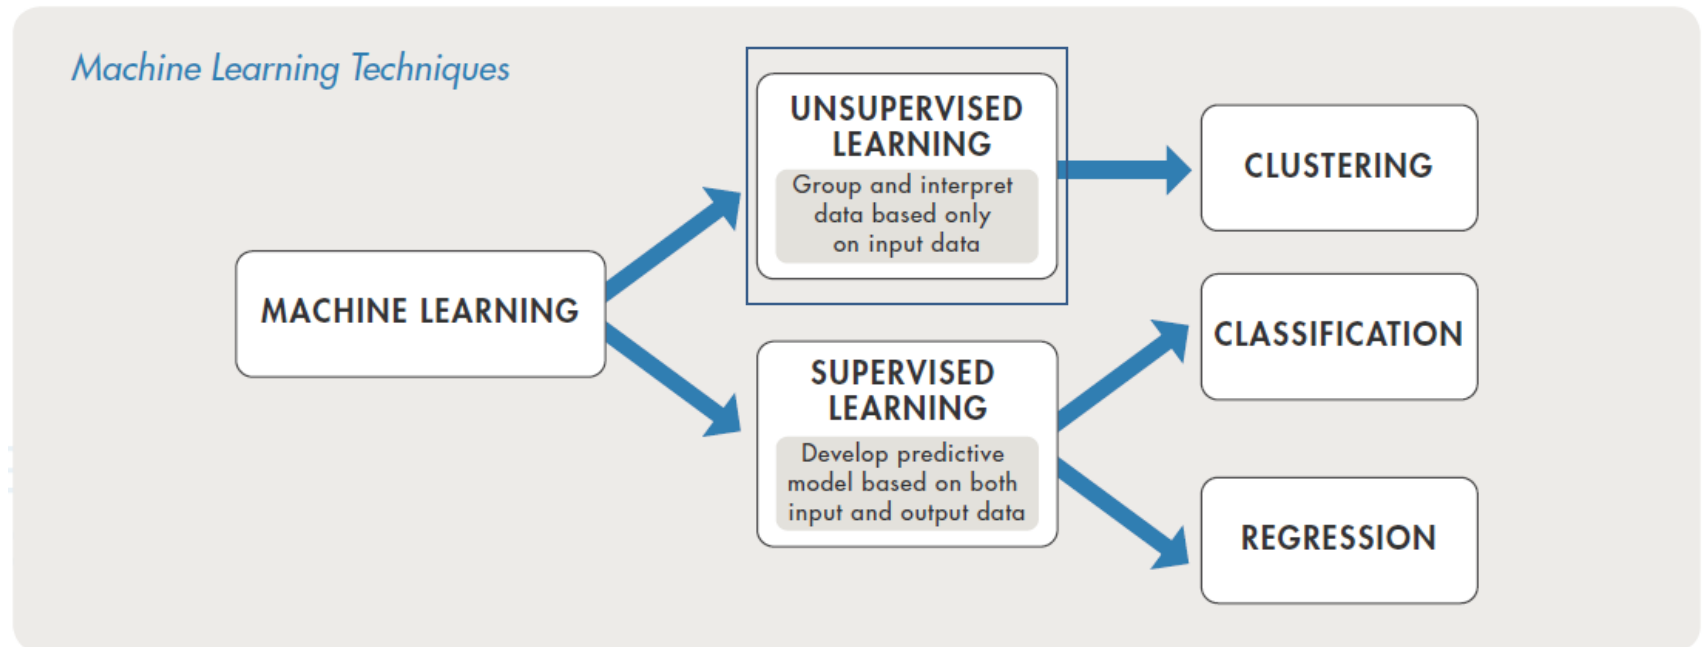 Machine Learning Techniques
UNSUPERVISED
LEARNING
Group and interpret
data based only
on input data
CLUSTERING
MACHINE LEARNING
CLASSIFICATION
SUPERVISED
LEARNING
Develop predictive
model based on both
input and output data
REGRESSION